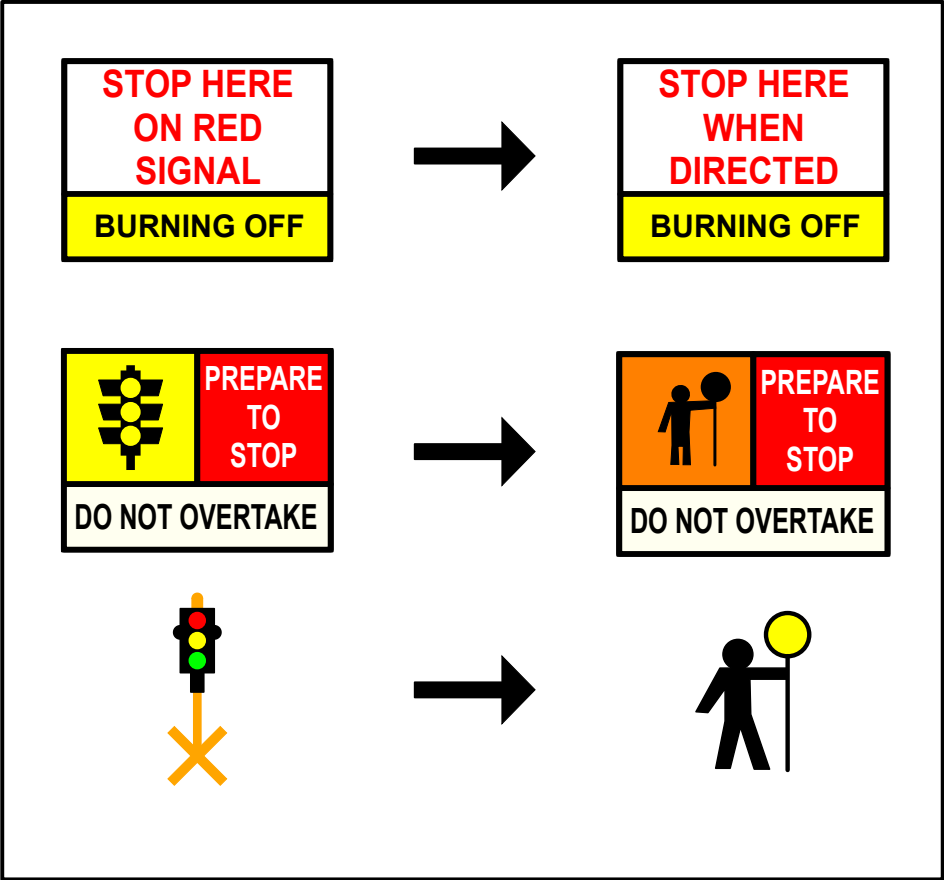 STOP HERE
ON RED
SIGNAL
BURNING OFF
STOP HERE
WHEN
DIRECTED
BURNING OFF
PREPARE
TO
STOP
DO NOT OVERTAKE
PREPARE
TO
STOP
DO NOT OVERTAKE